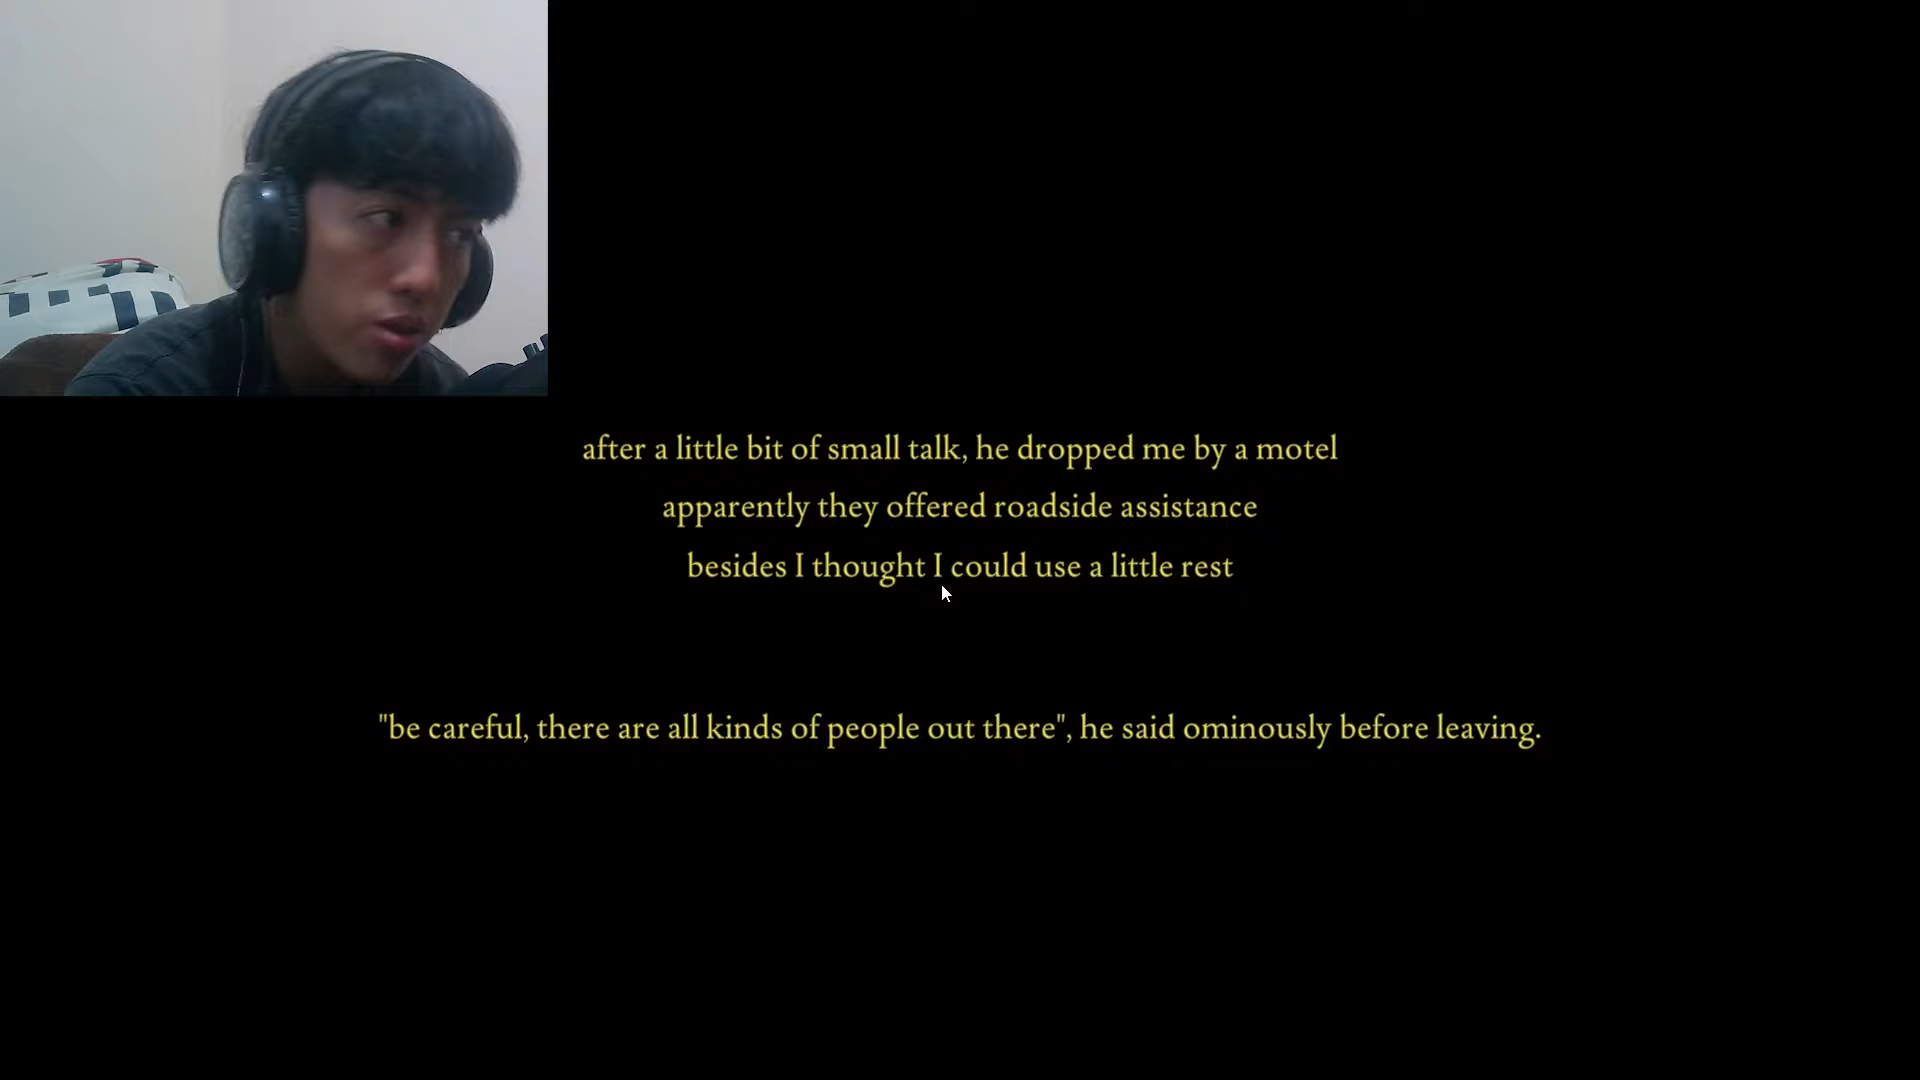 after a little bit of small talk, he dropped me by a motel
apparently they offered roadside assistance
besides I thought I could use a little rest
"be careful, there are all kinds of people out there", he said ominously before leaving.